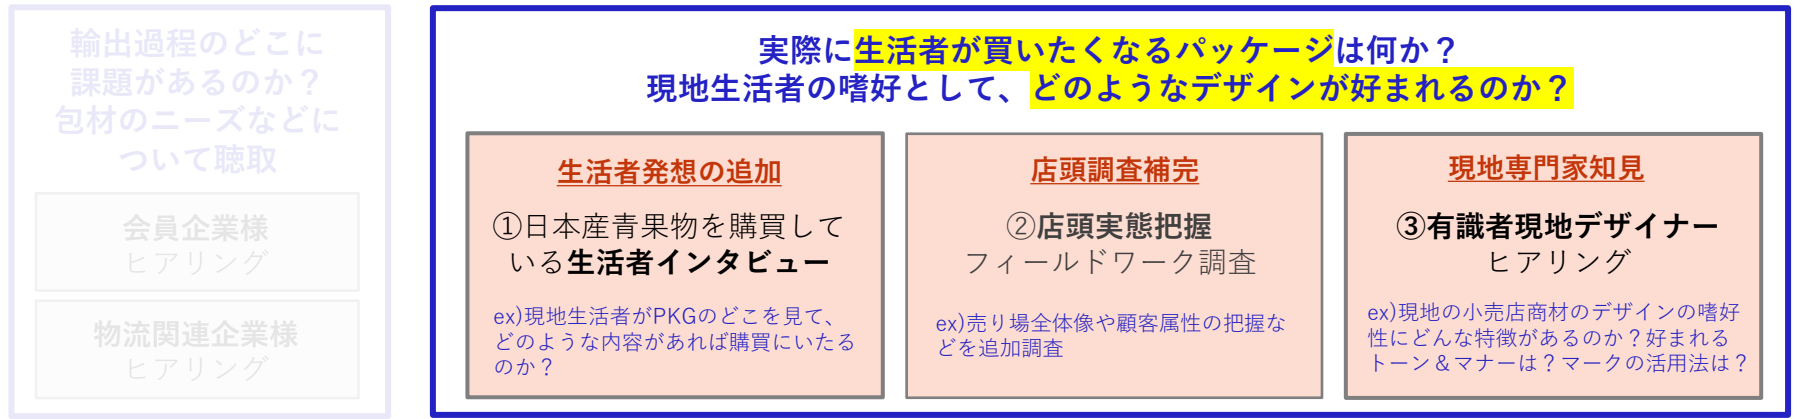 輸出過程のどこに
課題があるのか？
包材のニーズなどに
ついて聴取
会員企業様
ヒアリング
物流関連企業様
ヒアリング
実際に生活者が買いたくなるパッケージは何か？
現地生活者の嗜好として、どのようなデザインが好まれるのか？
生活者発想の追加
①日本産青果物を購買して
いる生活者インタビュー
ex)現地生活者がPKGのどこを見て、
どのような内容があれば購買にいたる
のか？
店頭調査補完
②店頭実態把握
フィールドワーク調査
ex)売り場全体像や顧客属性の把握な
どを追加調査
現地専門家知見
③有識者現地デザイナー
ヒアリング
ex)現地の小売店商材のデザインの嗜好
性にどんな特徴があるのか？好まれる
トーン＆マナーは？マークの活用法は？